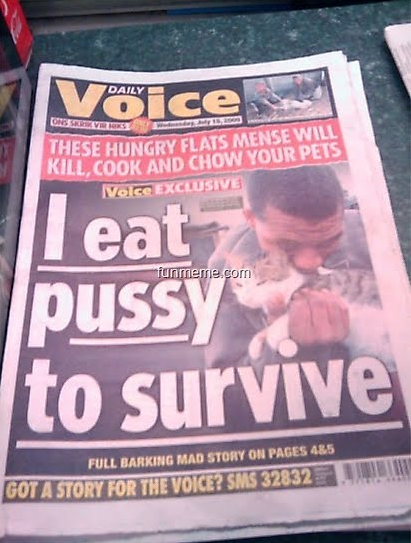 DAILY
Voice
ONS SKRIK VIR NIKS
Wednesday, July 16, 2008
THESE HUNGRY FLATS MENSE WILL
KILL, COOK AND CHOW YOUR PETS
Voice EXCLUSIVE
I eat
funmeme.com
pussy
to survive
FULL BARKING MAD STORY ON PAGES 4&5
GOT A STORY FOR THE VOICE? SMS 32832